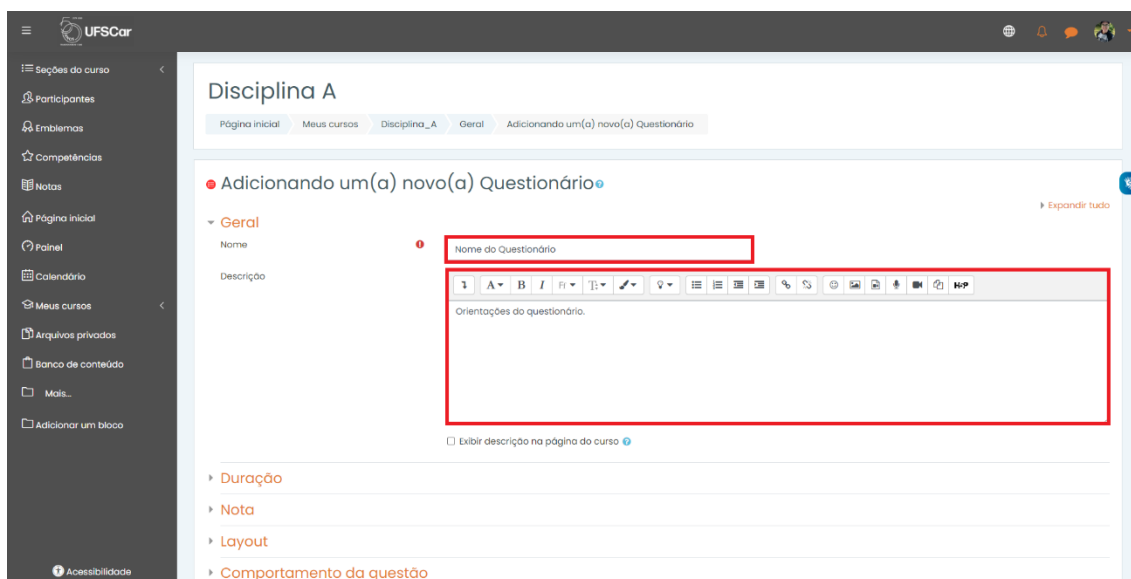 UFSCar
Seções do curso
Participantes
Emblemas
Competências
Notas
Página inicial
Painel
Calendário
Meus cursos
Arquivos privados
Banco de conteúdo
Mais...
Adicionar um bloco
Acessibilidade
Disciplina A
Página inicial Meus cursos Disciplina_A Geral Adicionando um(a) novo(a) Questionário
Adicionando um(a) novo(a) Questionário
Expandir tudo
Geral
Nome
Nome do Questionário
Descrição
A B I H-P
Orientações do questionário.
Exibir descrição na página do curso
Duração
Nota
Layout
Comportamento da questão